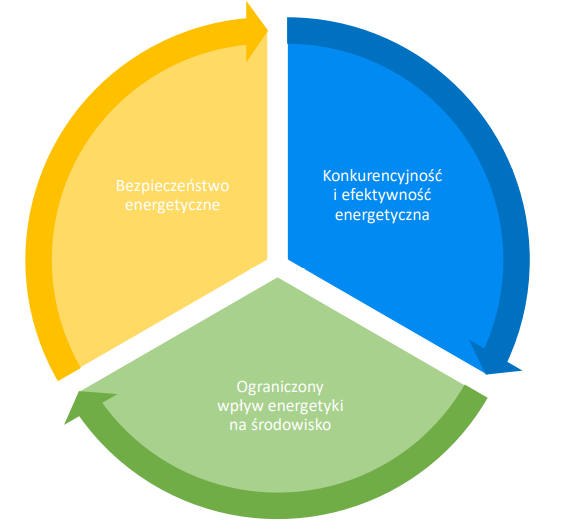 Bezpieczeństwo
energetyczne
Konkurencyjność
i efektywność
energetyczna
Ograniczony
wpływ energetyki
na środowisko